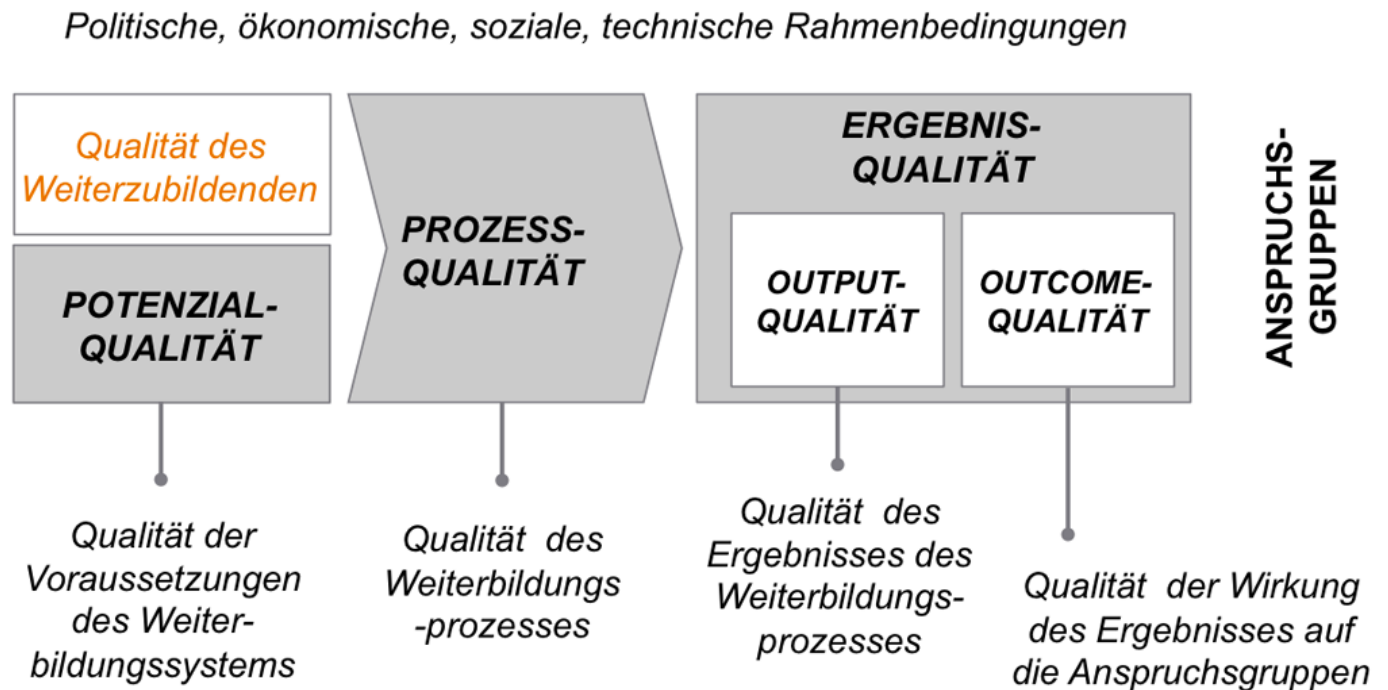 Politische, ökonomische, soziale, technische Rahmenbedingungen
Qualität des
Weiterzubildenden
POTENZIAL-
QUALITÄT
PROZESS-
QUALITÄT
ERGEBNIS-
QUALITÄT
OUTPUT-
QUALITÄT
OUTCOME-
QUALITÄT
ANSPRUCHS-
GRUPPEN
Qualität der
Voraussetzungen
des Weiter-
bildungssystems
Qualität des
Weiterbildungs
-prozesses
Qualität des
Ergebnisses des
Weiterbildungs-
prozesses
Qualität der Wirkung
des Ergebnisses auf
die Anspruchsgruppen